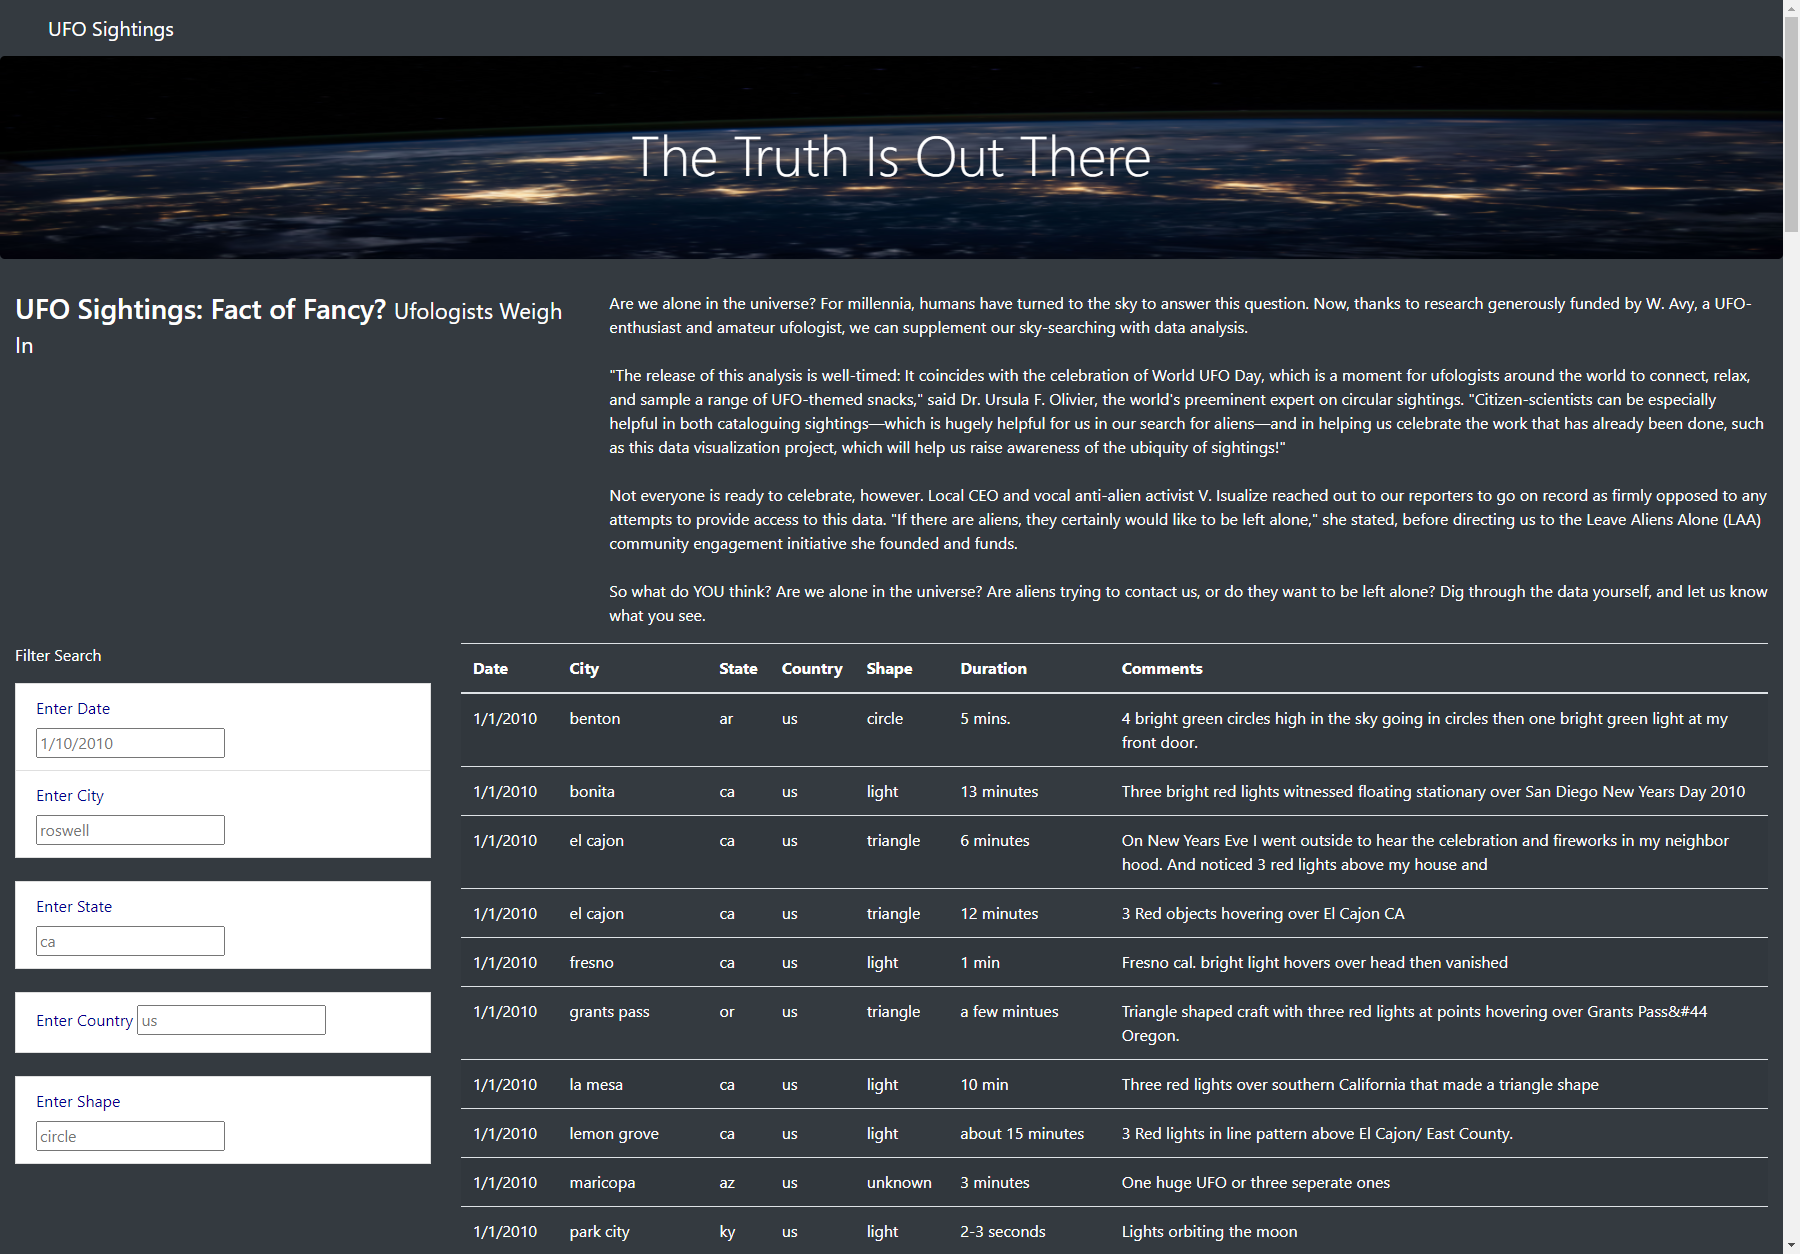 UFO Sightings
The Truth Is Out There
UFO Sightings: Fact of Fancy? Ufologists Weigh
In
Are we alone in the universe? For millennia, humans have turned to the sky to answer this question. Now, thanks to research generously funded by W. Avy, a UFO-
enthusiast and amateur ufologist, we can supplement our sky-searching with data analysis.
"The release of this analysis is well-timed: It coincides with the celebration of World UFO Day, which is a moment for ufologists around the world to connect, relax,
and sample a range of UFO-themed snacks," said Dr. Ursula F. Olivier, the world's preeminent expert on circular sightings. "Citizen-scientists can be especially
helpful in both cataloguing sightings—which is hugely helpful for us in our search for aliens—and in helping us celebrate the work that has already been done, such
as this data visualization project, which will help us raise awareness of the ubiquity of sightings!"
Not everyone is ready to celebrate, however. Local CEO and vocal anti-alien activist V. Isualize reached out to our reporters to go on record as firmly opposed to any
attempts to provide access to this data. "If there are aliens, they certainly would like to be left alone," she stated, before directing us to the Leave Aliens Alone (LAA)
community engagement initiative she founded and funds.
So what do YOU think? Are we alone in the universe? Are aliens trying to contact us, or do they want to be left alone? Dig through the data yourself, and let us know
what you see.
Filter Search
Enter Date
1/10/2010
Enter City
roswell
Enter State
ca
Enter Country us
Enter Shape
circle
Date City State Country Shape Duration Comments
1/1/2010 benton ar us circle 5 mins. 4 bright green circles high in the sky going in circles then one bright green light at my
front door.
1/1/2010 bonita ca us light 13 minutes Three bright red lights witnessed floating stationary over San Diego New Years Day 2010
1/1/2010 el cajon ca us triangle 6 minutes On New Years Eve I went outside to hear the celebration and fireworks in my neighbor
hood. And noticed 3 red lights above my house and
1/1/2010 el cajon ca us triangle 12 minutes 3 Red objects hovering over El Cajon CA
1/1/2010 fresno ca us light 1 min Fresno cal. bright light hovers over head then vanished
1/1/2010 grants pass or us triangle a few mintues Triangle shaped craft with three red lights at points hovering over Grants Pass&#44
Oregon.
1/1/2010 la mesa ca us light 10 min Three red lights over southern California that made a triangle shape
1/1/2010 lemon grove ca us light about 15 minutes 3 Red lights in line pattern above El Cajon/ East County.
1/1/2010 maricopa az us unknown 3 minutes One huge UFO or three seperate ones
1/1/2010 park city ky us light 2-3 seconds Lights orbiting the moon